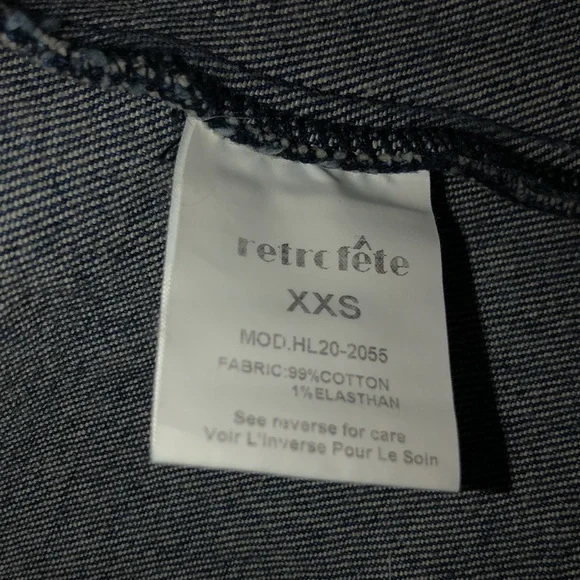 retrofête
XXS
MOD.HL20-2055
FABRIC:99%COTTON
1%ELASTHAN
See reverse for care
Voir L'Inverse Pour Le Soin